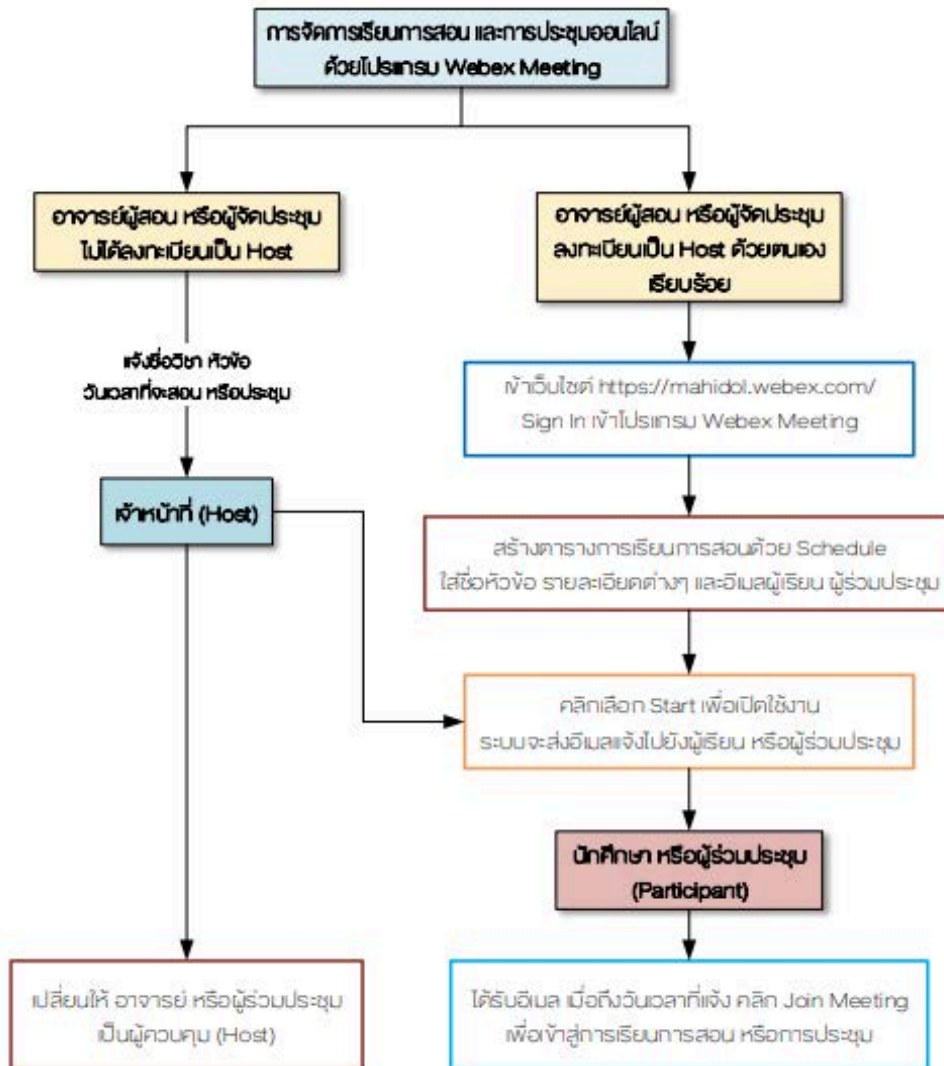 การจัดการเรียนการสอน และการประชุมออนไลน์
ด้วยโปรแกรม Webex Meeting
อาจารย์ผู้สอน หรือผู้จัดประชุม
ไม่ได้ลงทะเบียนเป็น Host
อาจารย์ผู้สอน หรือผู้จัดประชุม
ลงทะเบียนเป็น Host ด้วยตนเอง
เรียบร้อย
แจ้งชื่อวิชา หัวข้อ
วันเวลาที่จะสอน หรือประชุม
เข้าเว็บไซต์ https://mahidol.webex.com/
Sign In เข้าโปรแกรม Webex Meeting
เจ้าหน้าที่ (Host)
สร้างตารางการเรียนการสอนด้วย Schedule
ใส่ชื่อหัวข้อ รายละเอียดต่างๆ และอีเมลผู้เรียน ผู้ร่วมประชุม
คลิกเลือก Start เพื่อเปิดใช้งาน
ระบบจะส่งอีเมลแจ้งไปยังผู้เรียน หรือผู้ร่วมประชุม
นักศึกษา หรือผู้ร่วมประชุม
(Participant)
เปลี่ยนให้ อาจารย์ หรือผู้ร่วมประชุม
เป็นผู้ควบคุม (Host)
ได้รับอีเมล เมื่อถึงวันเวลาที่แจ้ง คลิก Join Meeting
เพื่อเข้าสู่การเรียนการสอน หรือการประชุม